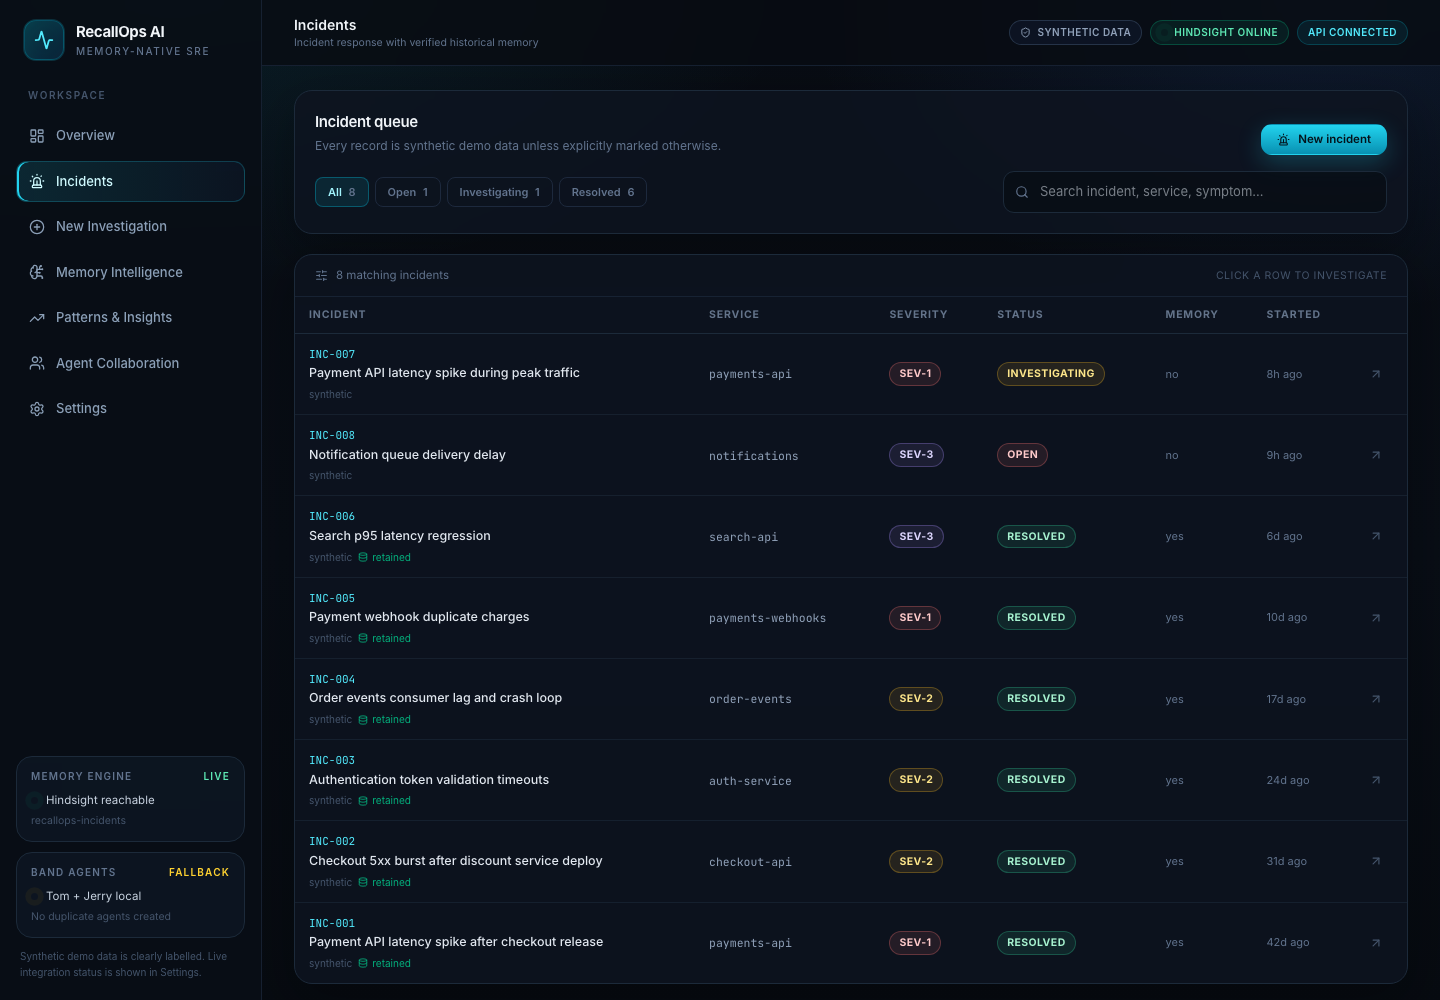 RecallOps AI
MEMORY-NATIVE SRE
WORKSPACE
Overview
Incidents
New Investigation
Memory Intelligence
Patterns & Insights
Agent Collaboration
Settings
MEMORY ENGINE LIVE
Hindsight reachable
recallops-incidents
BAND AGENTS FALLBACK
Tom + Jerry local
No duplicate agents created
Synthetic demo data is clearly labelled. Live
integration status is shown in Settings.
Incidents
Incident response with verified historical memory
SYNTHETIC DATA HINDSIGHT ONLINE API CONNECTED
Incident queue
Every record is synthetic demo data unless explicitly marked otherwise.
New incident
All 8 Open 1 Investigating 1 Resolved 6
Search incident, service, symptom...
8 matching incidents CLICK A ROW TO INVESTIGATE
INCIDENT SERVICE SEVERITY STATUS MEMORY STARTED
INC-007
Payment API latency spike during peak traffic payments-api SEV-1 INVESTIGATING no 8h ago
synthetic
INC-008
Notification queue delivery delay notifications SEV-3 OPEN no 9h ago
synthetic
INC-006
Search p95 latency regression search-api SEV-3 RESOLVED yes 6d ago
synthetic retained
INC-005
Payment webhook duplicate charges payments-webhooks SEV-1 RESOLVED yes 10d ago
synthetic retained
INC-004
Order events consumer lag and crash loop order-events SEV-2 RESOLVED yes 17d ago
synthetic retained
INC-003
Authentication token validation timeouts auth-service SEV-2 RESOLVED yes 24d ago
synthetic retained
INC-002
Checkout 5xx burst after discount service deploy checkout-api SEV-2 RESOLVED yes 31d ago
synthetic retained
INC-001
Payment API latency spike after checkout release payments-api SEV-1 RESOLVED yes 42d ago
synthetic retained